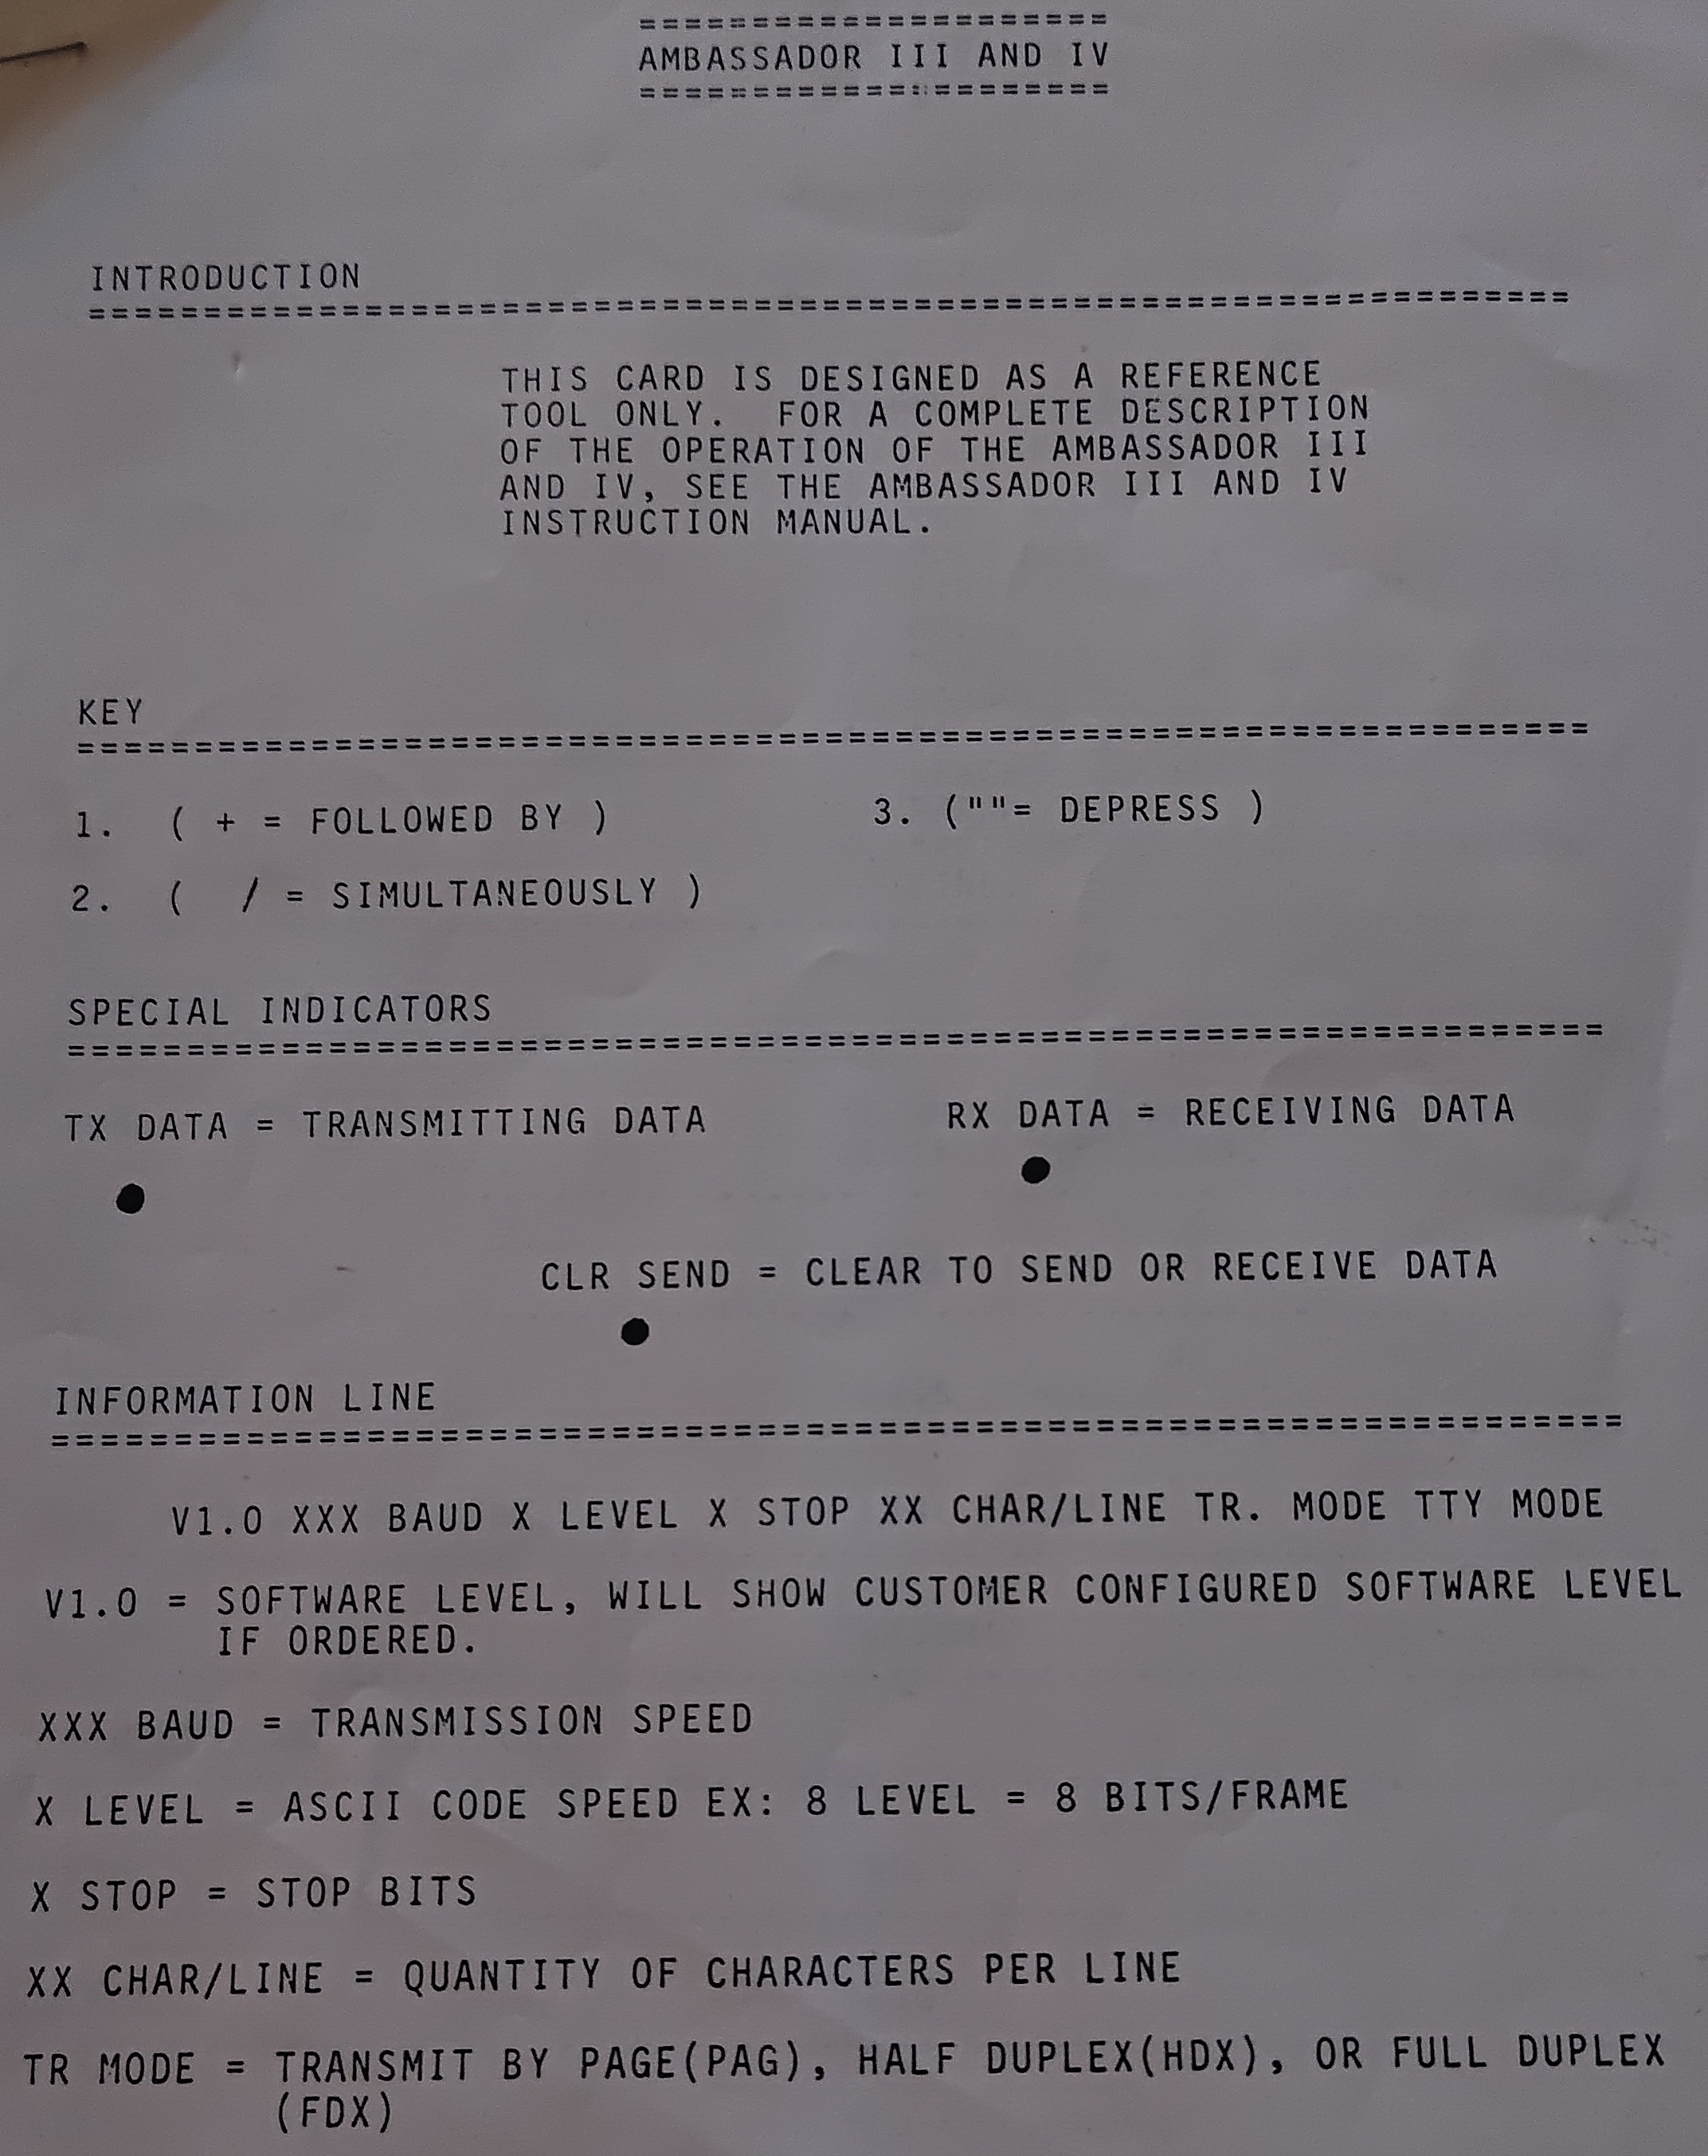 ====================
AMBASSADOR III AND IV
====================
INTRODUCTION
================================================================
THIS CARD IS DESIGNED AS A REFERENCE
TOOL ONLY.  FOR A COMPLETE DESCRIPTION
OF THE OPERATION OF THE AMBASSADOR III
AND IV, SEE THE AMBASSADOR III AND IV
INSTRUCTION MANUAL.
KEY
================================================================
1.  ( + = FOLLOWED BY )          3. (""= DEPRESS )
2.  (  / = SIMULTANEOUSLY )
SPECIAL INDICATORS
================================================================
TX DATA = TRANSMITTING DATA          RX DATA = RECEIVING DATA
CLR SEND = CLEAR TO SEND OR RECEIVE DATA
INFORMATION LINE
================================================================
V1.0 XXX BAUD X LEVEL X STOP XX CHAR/LINE TR. MODE TTY MODE
V1.0 = SOFTWARE LEVEL, WILL SHOW CUSTOMER CONFIGURED SOFTWARE LEVEL
IF ORDERED.
XXX BAUD = TRANSMISSION SPEED
X LEVEL = ASCII CODE SPEED EX: 8 LEVEL = 8 BITS/FRAME
X STOP = STOP BITS
XX CHAR/LINE = QUANTITY OF CHARACTERS PER LINE
TR MODE = TRANSMIT BY PAGE(PAG), HALF DUPLEX(HDX), OR FULL DUPLEX
(FDX)